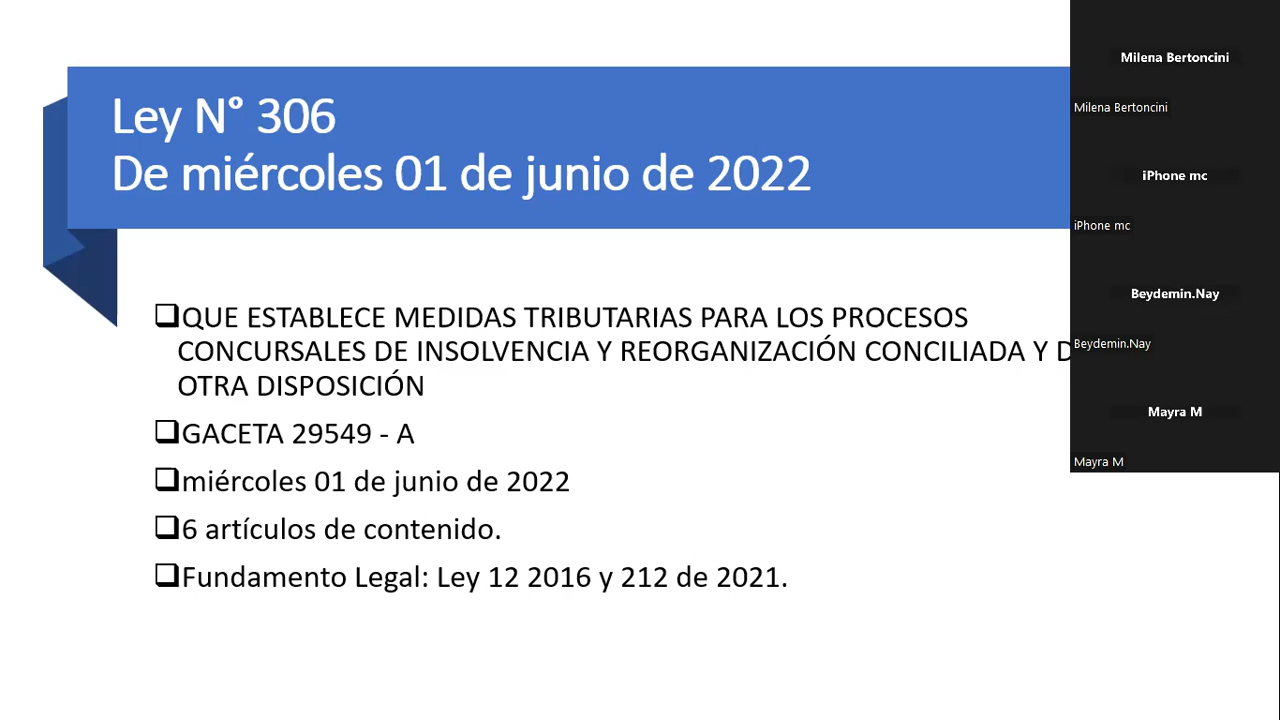 Ley N° 306
De miércoles 01 de junio de 2022
❑QUE ESTABLECE MEDIDAS TRIBUTARIAS PARA LOS PROCESOS
CONCURSALES DE INSOLVENCIA Y REORGANIZACIÓN CONCILIADA Y
OTRA DISPOSICIÓN
❑GACETA 29549 - A
❑miércoles 01 de junio de 2022
❑6 artículos de contenido.
❑Fundamento Legal: Ley 12 2016 y 212 de 2021.
Milena Bertoncini
Milena Bertoncini
iPhone mc
iPhone mc
Beydemin.Nay
Beydemin.Nay
Mayra M
Mayra M